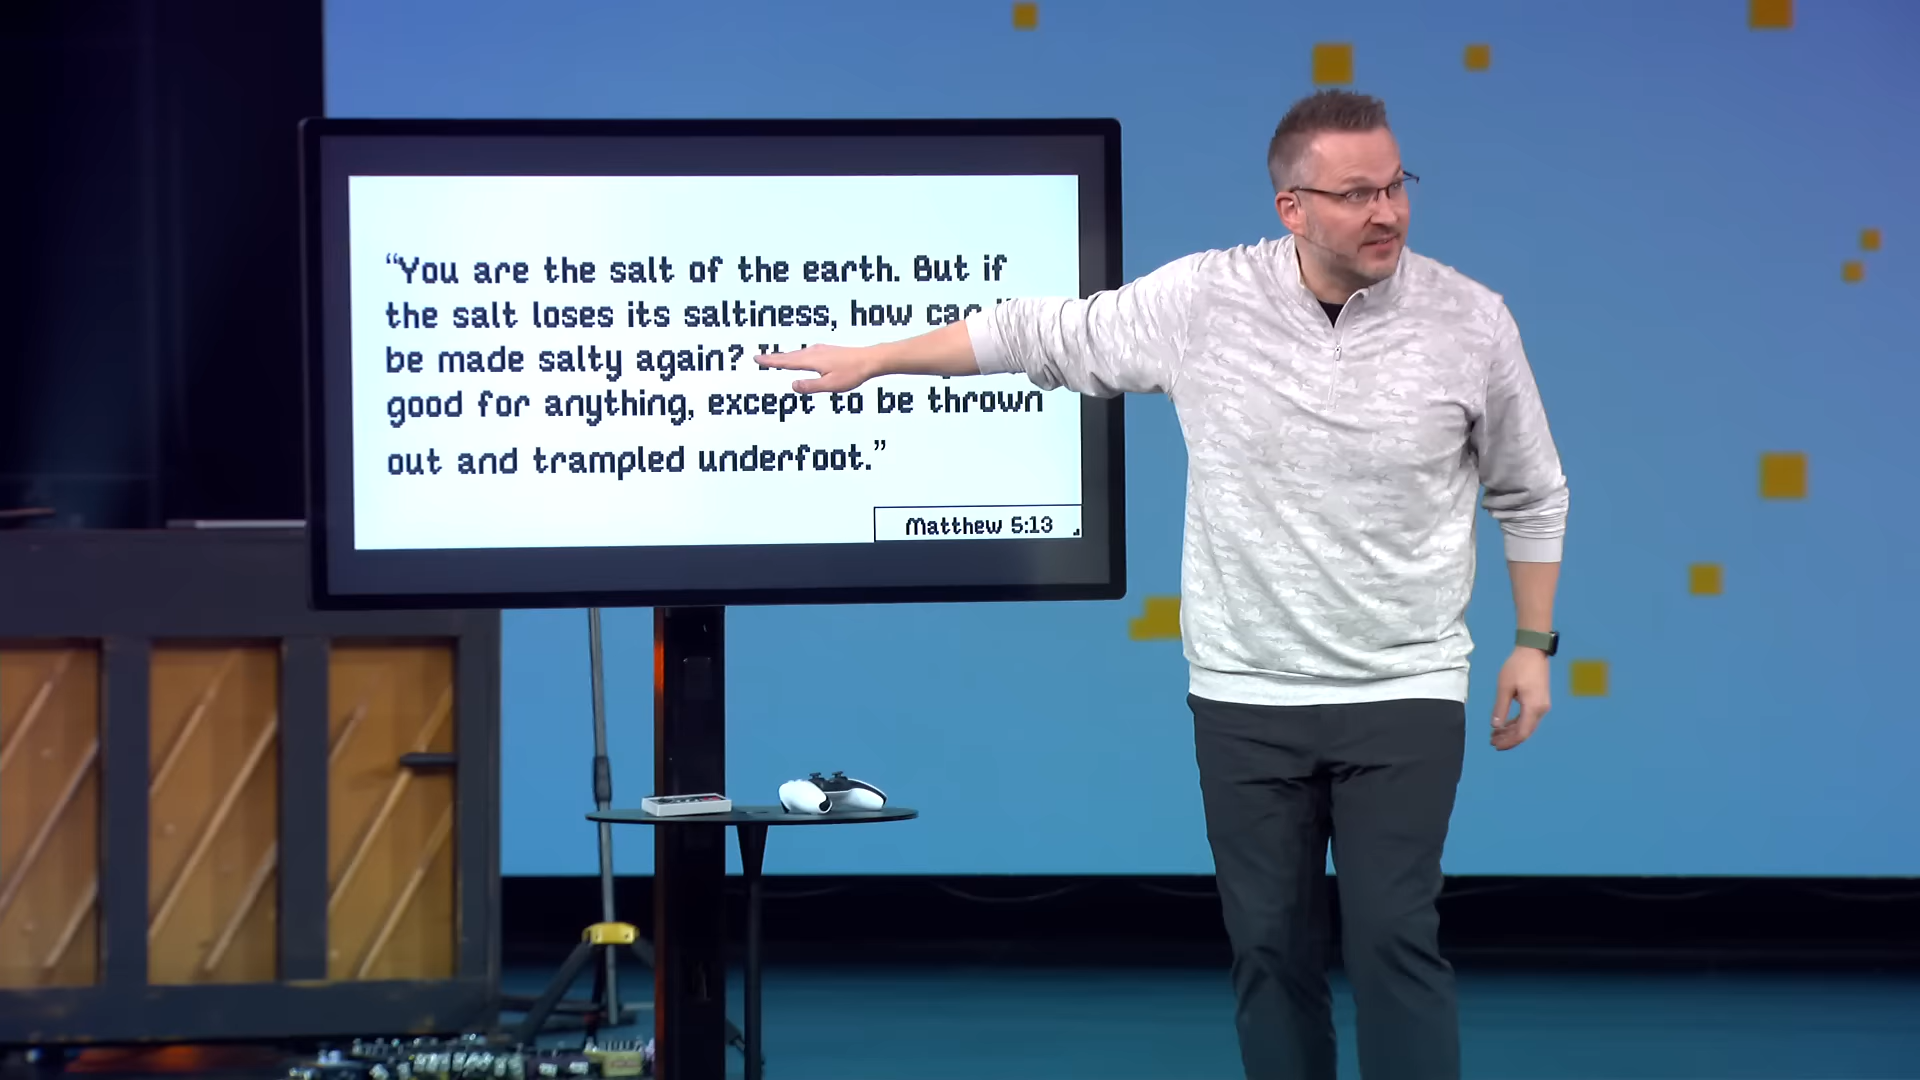 “You are the salt of the earth. But if
the salt loses its saltiness, how can
be made salty again? It
good for anything, except to be thrown
out and trampled underfoot.”
Matthew 5:13